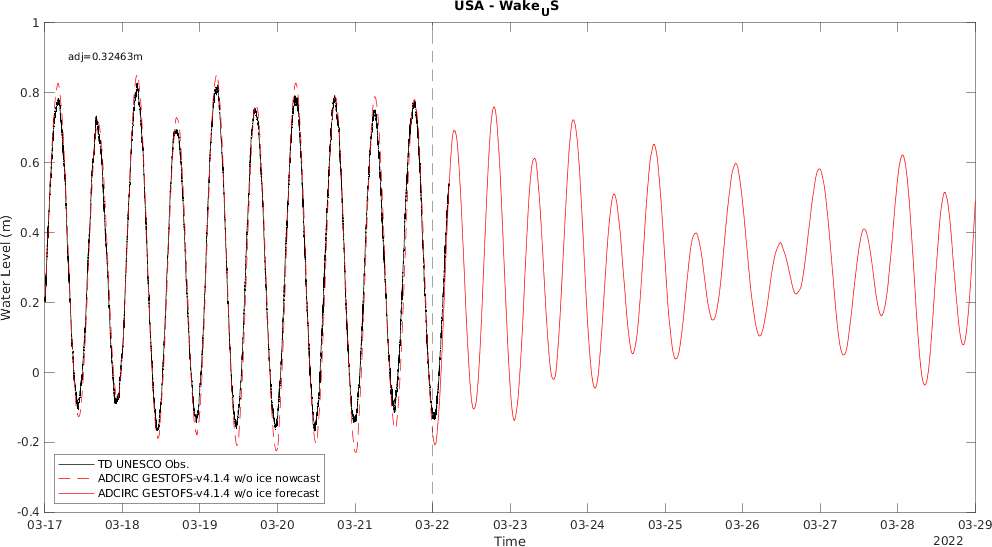 USA - Wake_US
adj=0.32463m
1
0.8
0.6
0.4
0.2
0
-0.2
-0.4
Water Level (m)
TD UNESCO Obs.
ADCIRC GESTOFS-v4.1.4 w/o ice nowcast
ADCIRC GESTOFS-v4.1.4 w/o ice forecast
03-17 03-18 03-19 03-20 03-21 03-22 03-23 03-24 03-25 03-26 03-27 03-28 03-29
Time
2022